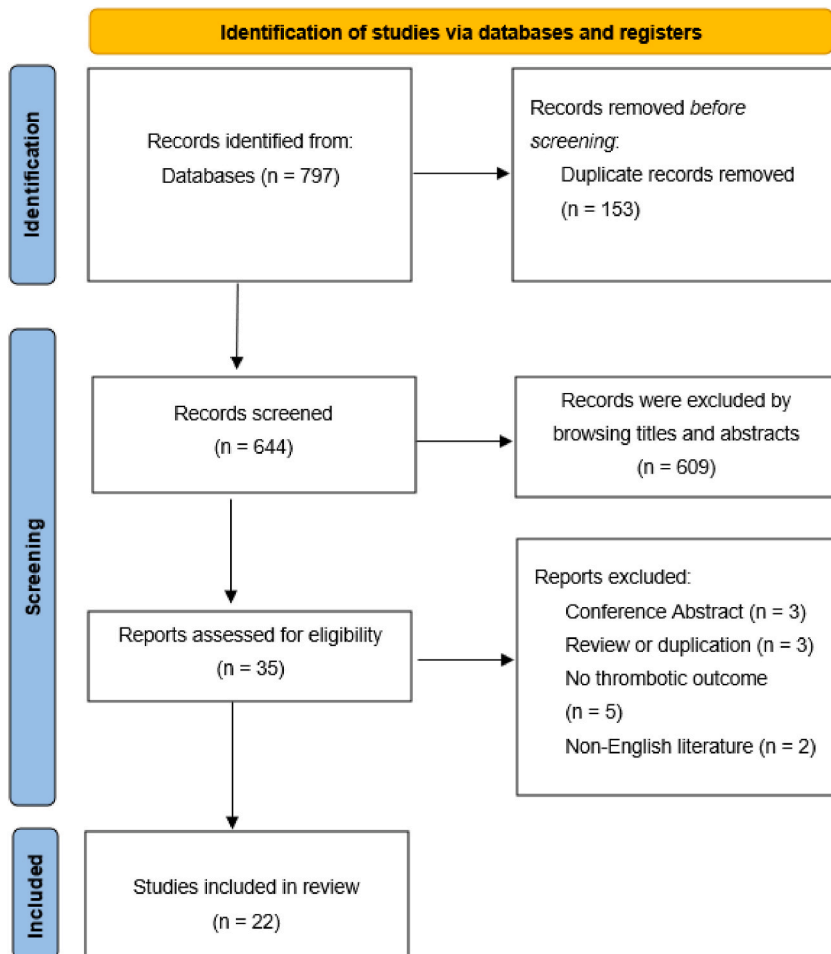 Identification of studies via databases and registers
Identification
Records identified from:
Databases (n = 797)
Records removed before
screening:
Duplicate records removed
(n = 153)
Screening
Records screened
(n = 644)
Records were excluded by
browsing titles and abstracts
(n = 609)
Reports assessed for eligibility
(n = 35)
Reports excluded:
Conference Abstract (n = 3)
Review or duplication (n = 3)
No thrombotic outcome
(n = 5)
Non-English literature (n = 2)
Included
Studies included in review
(n = 22)